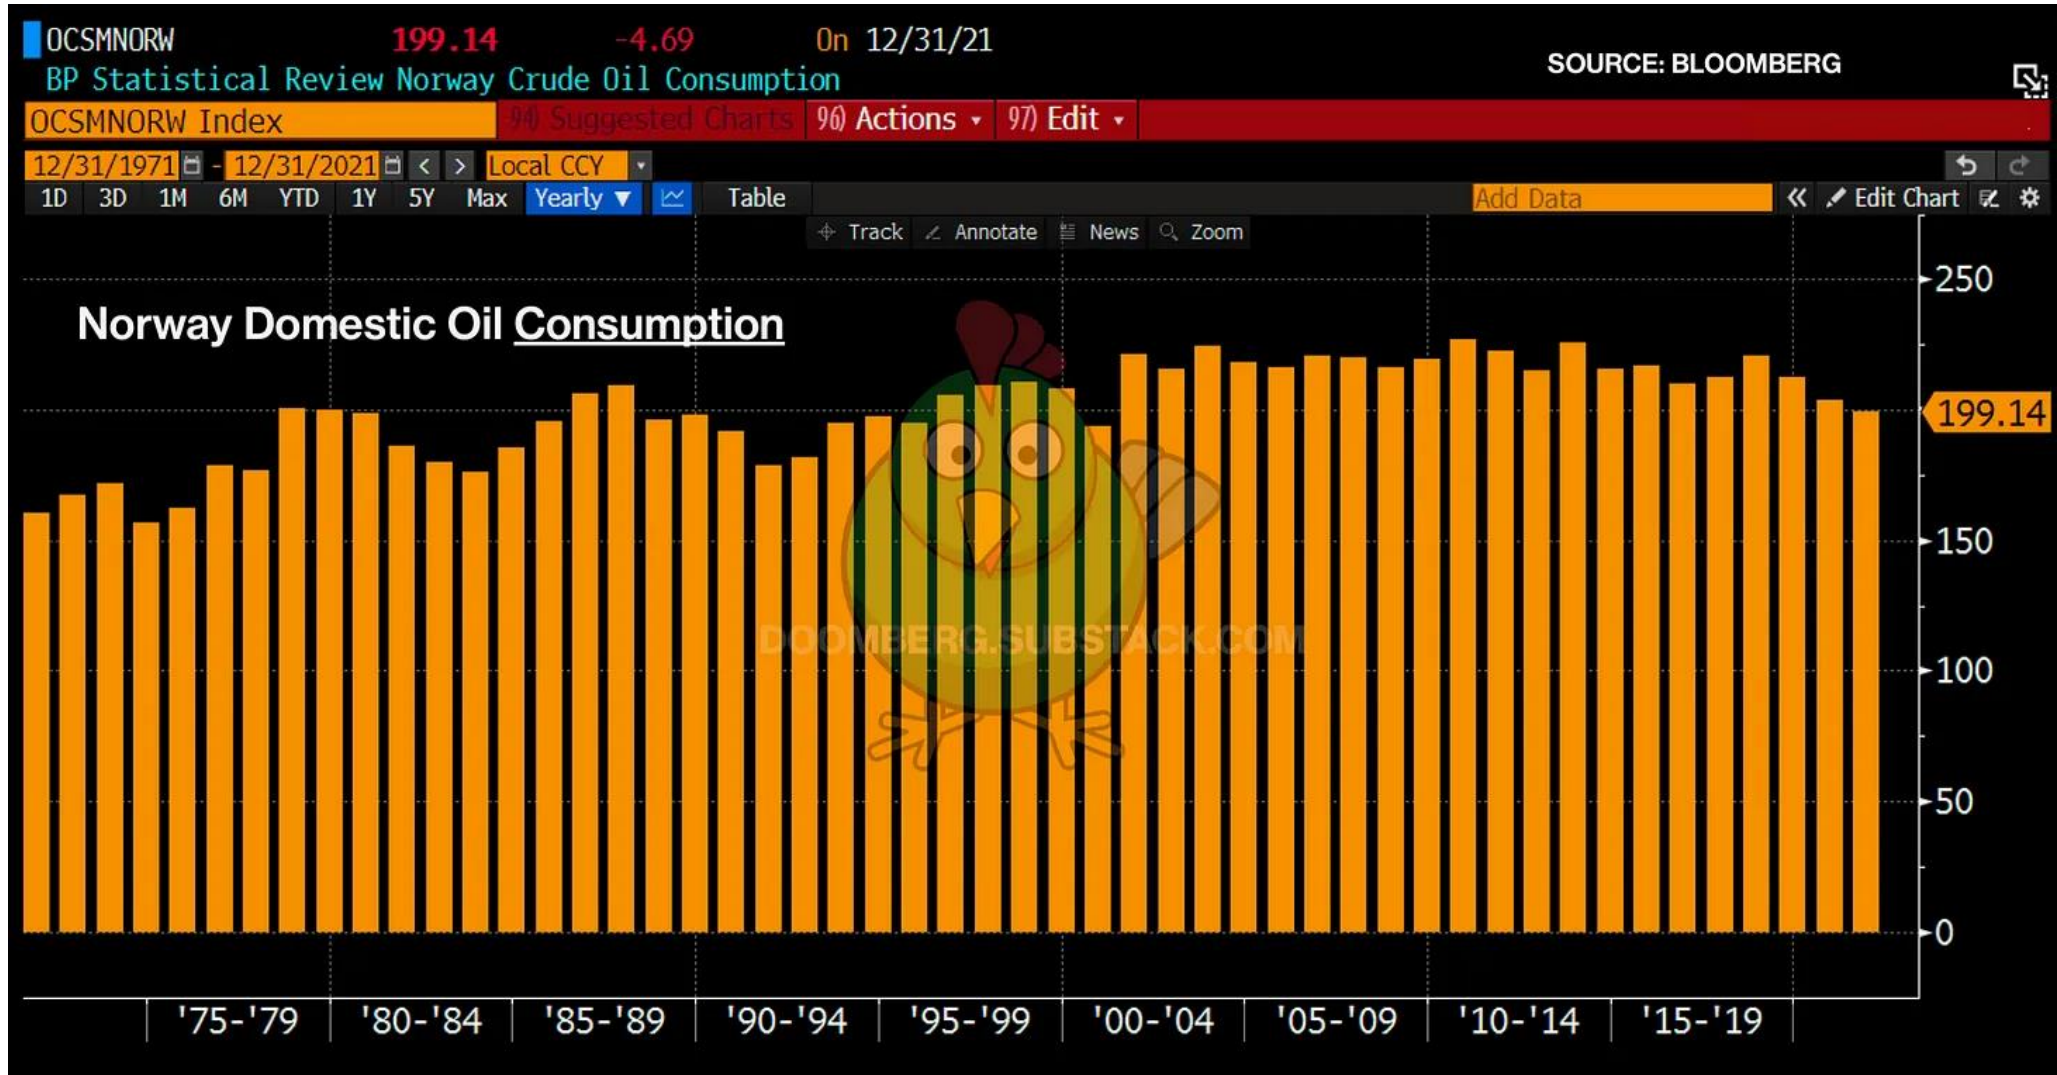 OCSMNORW 199.14 -4.69 On 12/31/21
SOURCE: BLOOMBERG
BP Statistical Review Norway Crude Oil Consumption
OCSMNORW Index 94) Suggested Charts 96) Actions 97) Edit
12/31/1971 - 12/31/2021 < > Local CCY
1D 3D 1M 6M YTD 1Y 5Y Max Yearly ▼ Table Add Data « Edit Chart
Track Annotate News Zoom
250
Norway Domestic Oil Consumption
199.14
150
DOOMBERG.SUBSTACK.COM
100
50
0
'75-'79 '80-'84 '85-'89 '90-'94 '95-'99 '00-'04 '05-'09 '10-'14 '15-'19